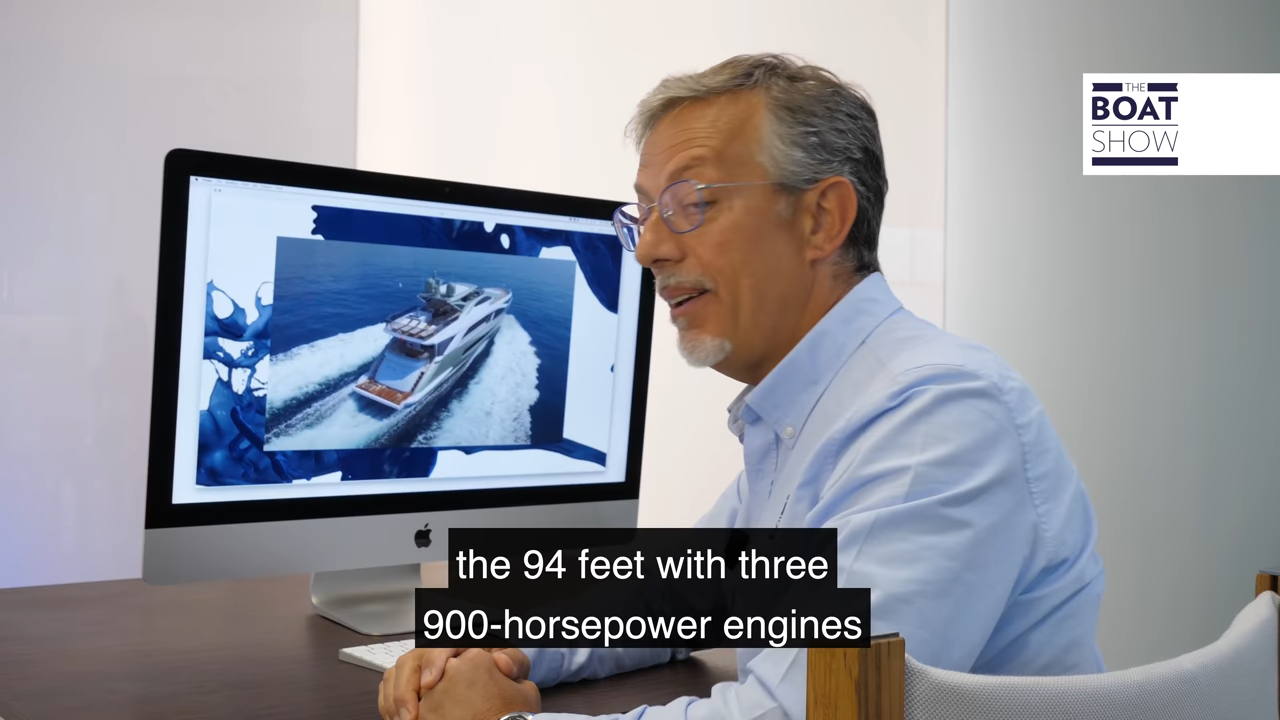 THE
BOAT
SHOW
the 94 feet with three
900-horsepower engines